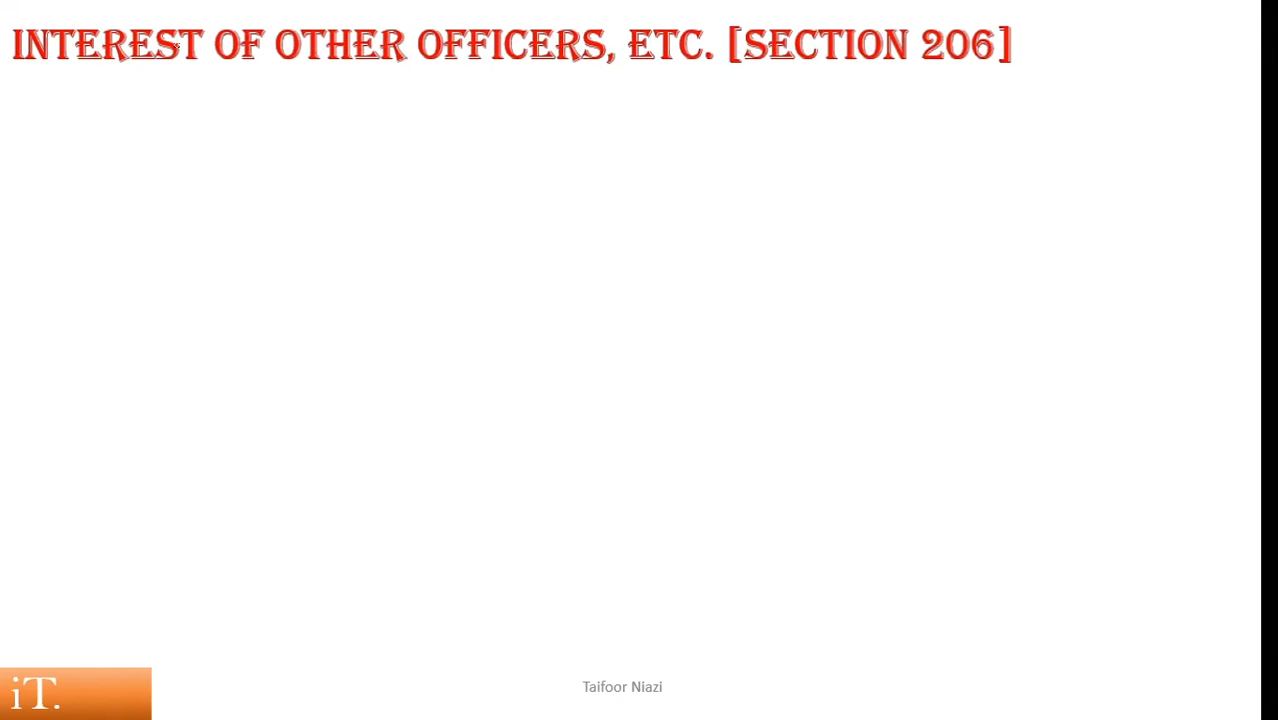 INTEREST OF OTHER OFFICERS, ETC. [SECTION 206]
iT.
Taifoor Niazi